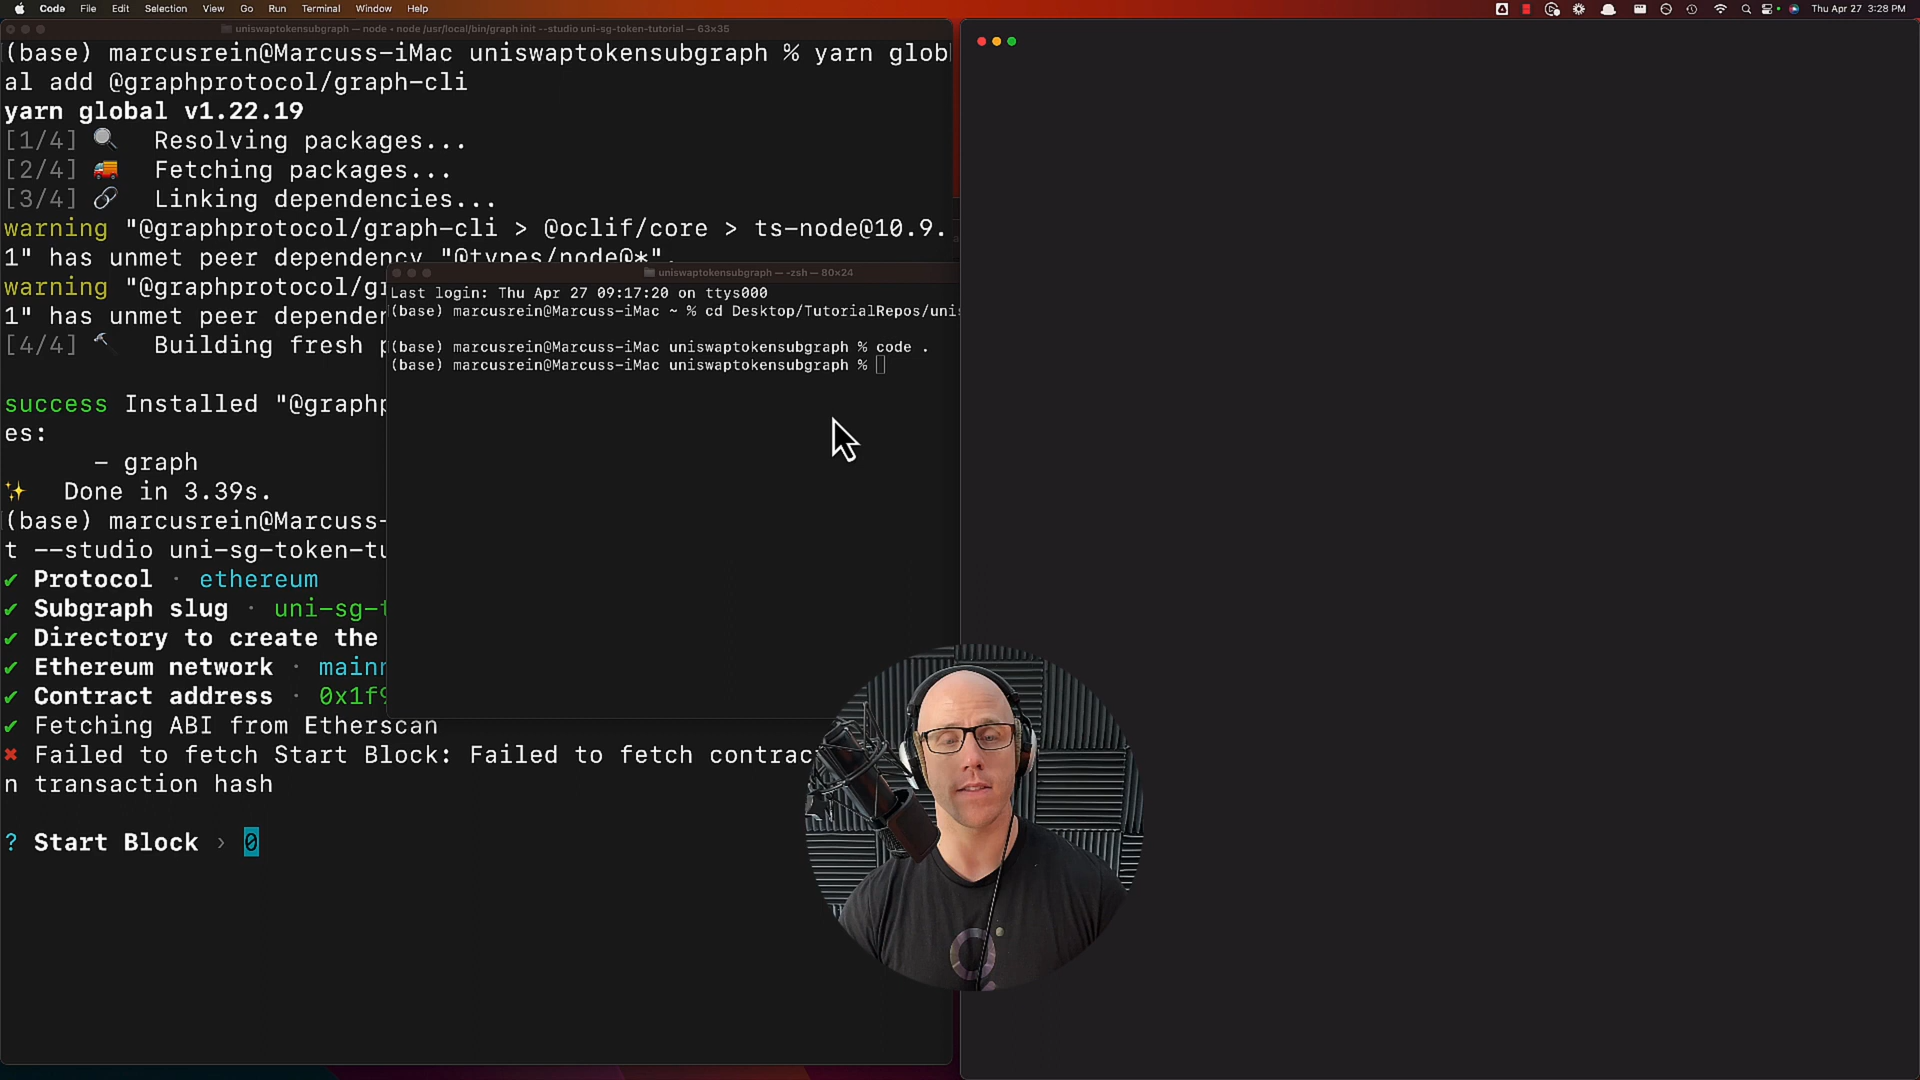 Code File Edit Selection View Go Run Terminal Window Help
Thu Apr 27 3:28 PM
uniswaptokensubgraph — node • node /usr/local/bin/graph init --studio uni-sg-token-tutorial — 63×35
(base) marcusrein@Marcuss-iMac uniswaptokensubgraph % yarn glob
al add @graphprotocol/graph-cli
yarn global v1.22.19
[1/4] Resolving packages...
[2/4] Fetching packages...
[3/4] Linking dependencies...
warning "@graphprotocol/graph-cli > @oclif/core > ts-node@10.9.
1" has unmet peer dependency "@types/node@*".
warning "@graphprotocol/gr
1" has unmet peer depender
[4/4] Building fresh
success Installed "@graph
es:
– graph
Done in 3.39s.
(base) marcusrein@Marcuss-
t --studio uni-sg-token-tu
✔ Protocol · ethereum
✔ Subgraph slug · uni-sg-t
✔ Directory to create the
✔ Ethereum network · mainn
✔ Contract address · 0x1f9
✔ Fetching ABI from Etherscan
✖ Failed to fetch Start Block: Failed to fetch contrac
n transaction hash
? Start Block › 0
uniswaptokensubgraph — -zsh — 80×24
Last login: Thu Apr 27 09:17:20 on ttys000
(base) marcusrein@Marcuss-iMac ~ % cd Desktop/TutorialRepos/unis
(base) marcusrein@Marcuss-iMac uniswaptokensubgraph % code .
(base) marcusrein@Marcuss-iMac uniswaptokensubgraph %